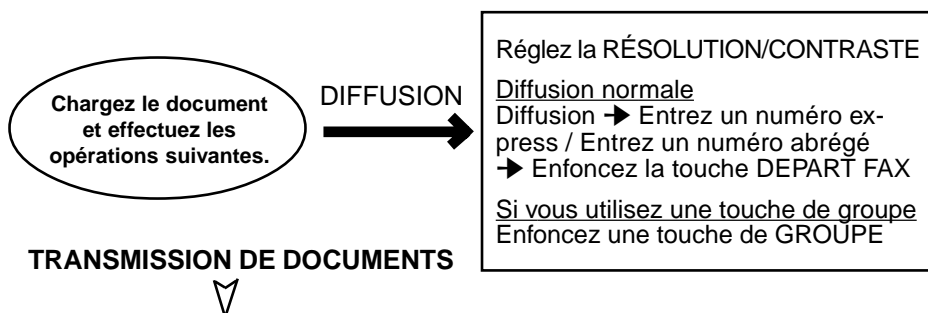 Chargez le document
et effectuez les
opérations suivantes.
DIFFUSION
Réglez la RÉSOLUTION/CONTRASTE
Diffusion normale
Diffusion ➔ Entrez un numéro ex-
press / Entrez un numéro abrégé
➔ Enfoncez la touche DEPART FAX
Si vous utilisez une touche de groupe
Enfoncez une touche de GROUPE
TRANSMISSION DE DOCUMENTS